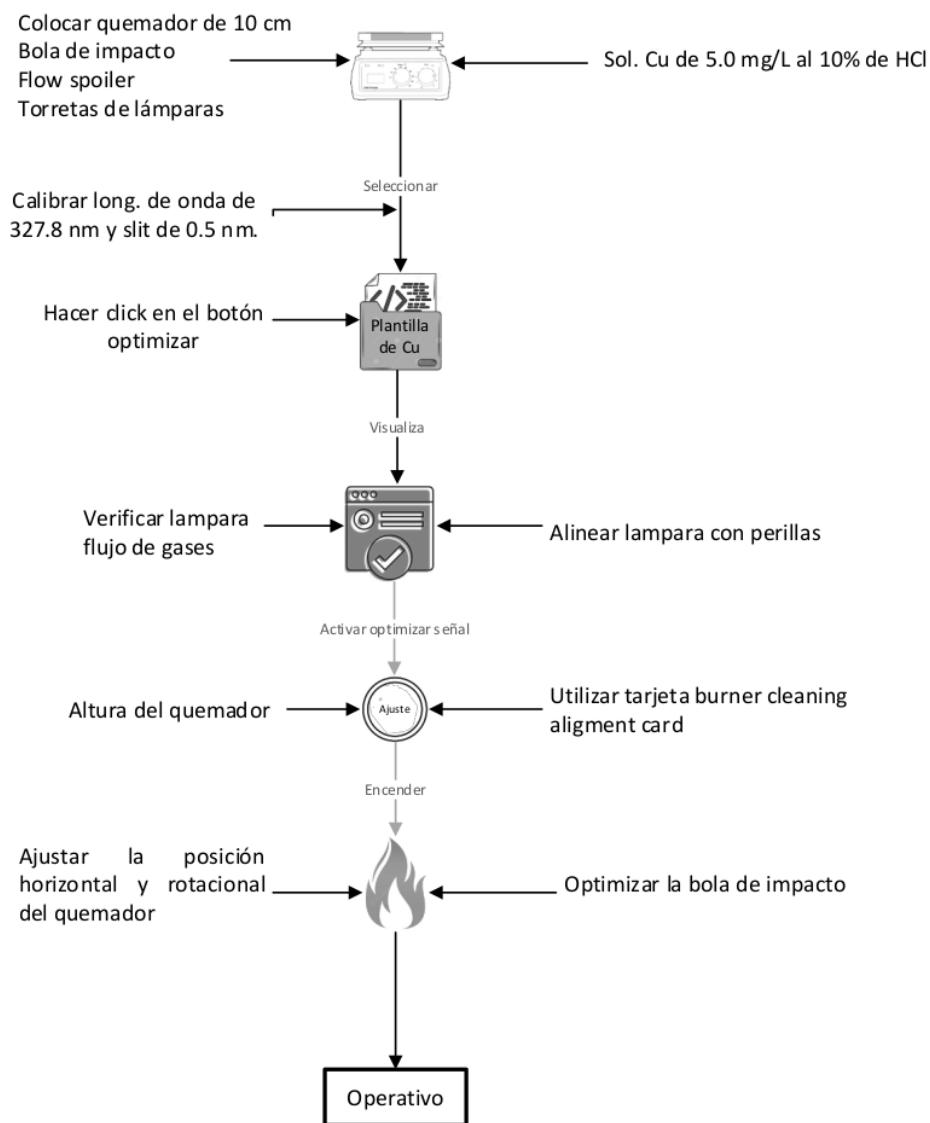 Colocar quemador de 10 cm
Bola de impacto
Flow spoiler
Torretas de lámparas
Sol. Cu de 5.0 mg/L al 10% de HCl
Seleccionar
Calibrar long. de onda de
327.8 nm y slit de 0.5 nm.
Hacer click en el botón
optimizar
Plantilla
de Cu
Visualiza
Verificar lampara
flujo de gases
Alinear lampara con perillas
Activar optimizar señal
Altura del quemador
Ajuste
Utilizar tarjeta burner cleaning
aligment card
Encender
Ajustar la posición
horizontal y rotacional
del quemador
Optimizar la bola de impacto
Operativo